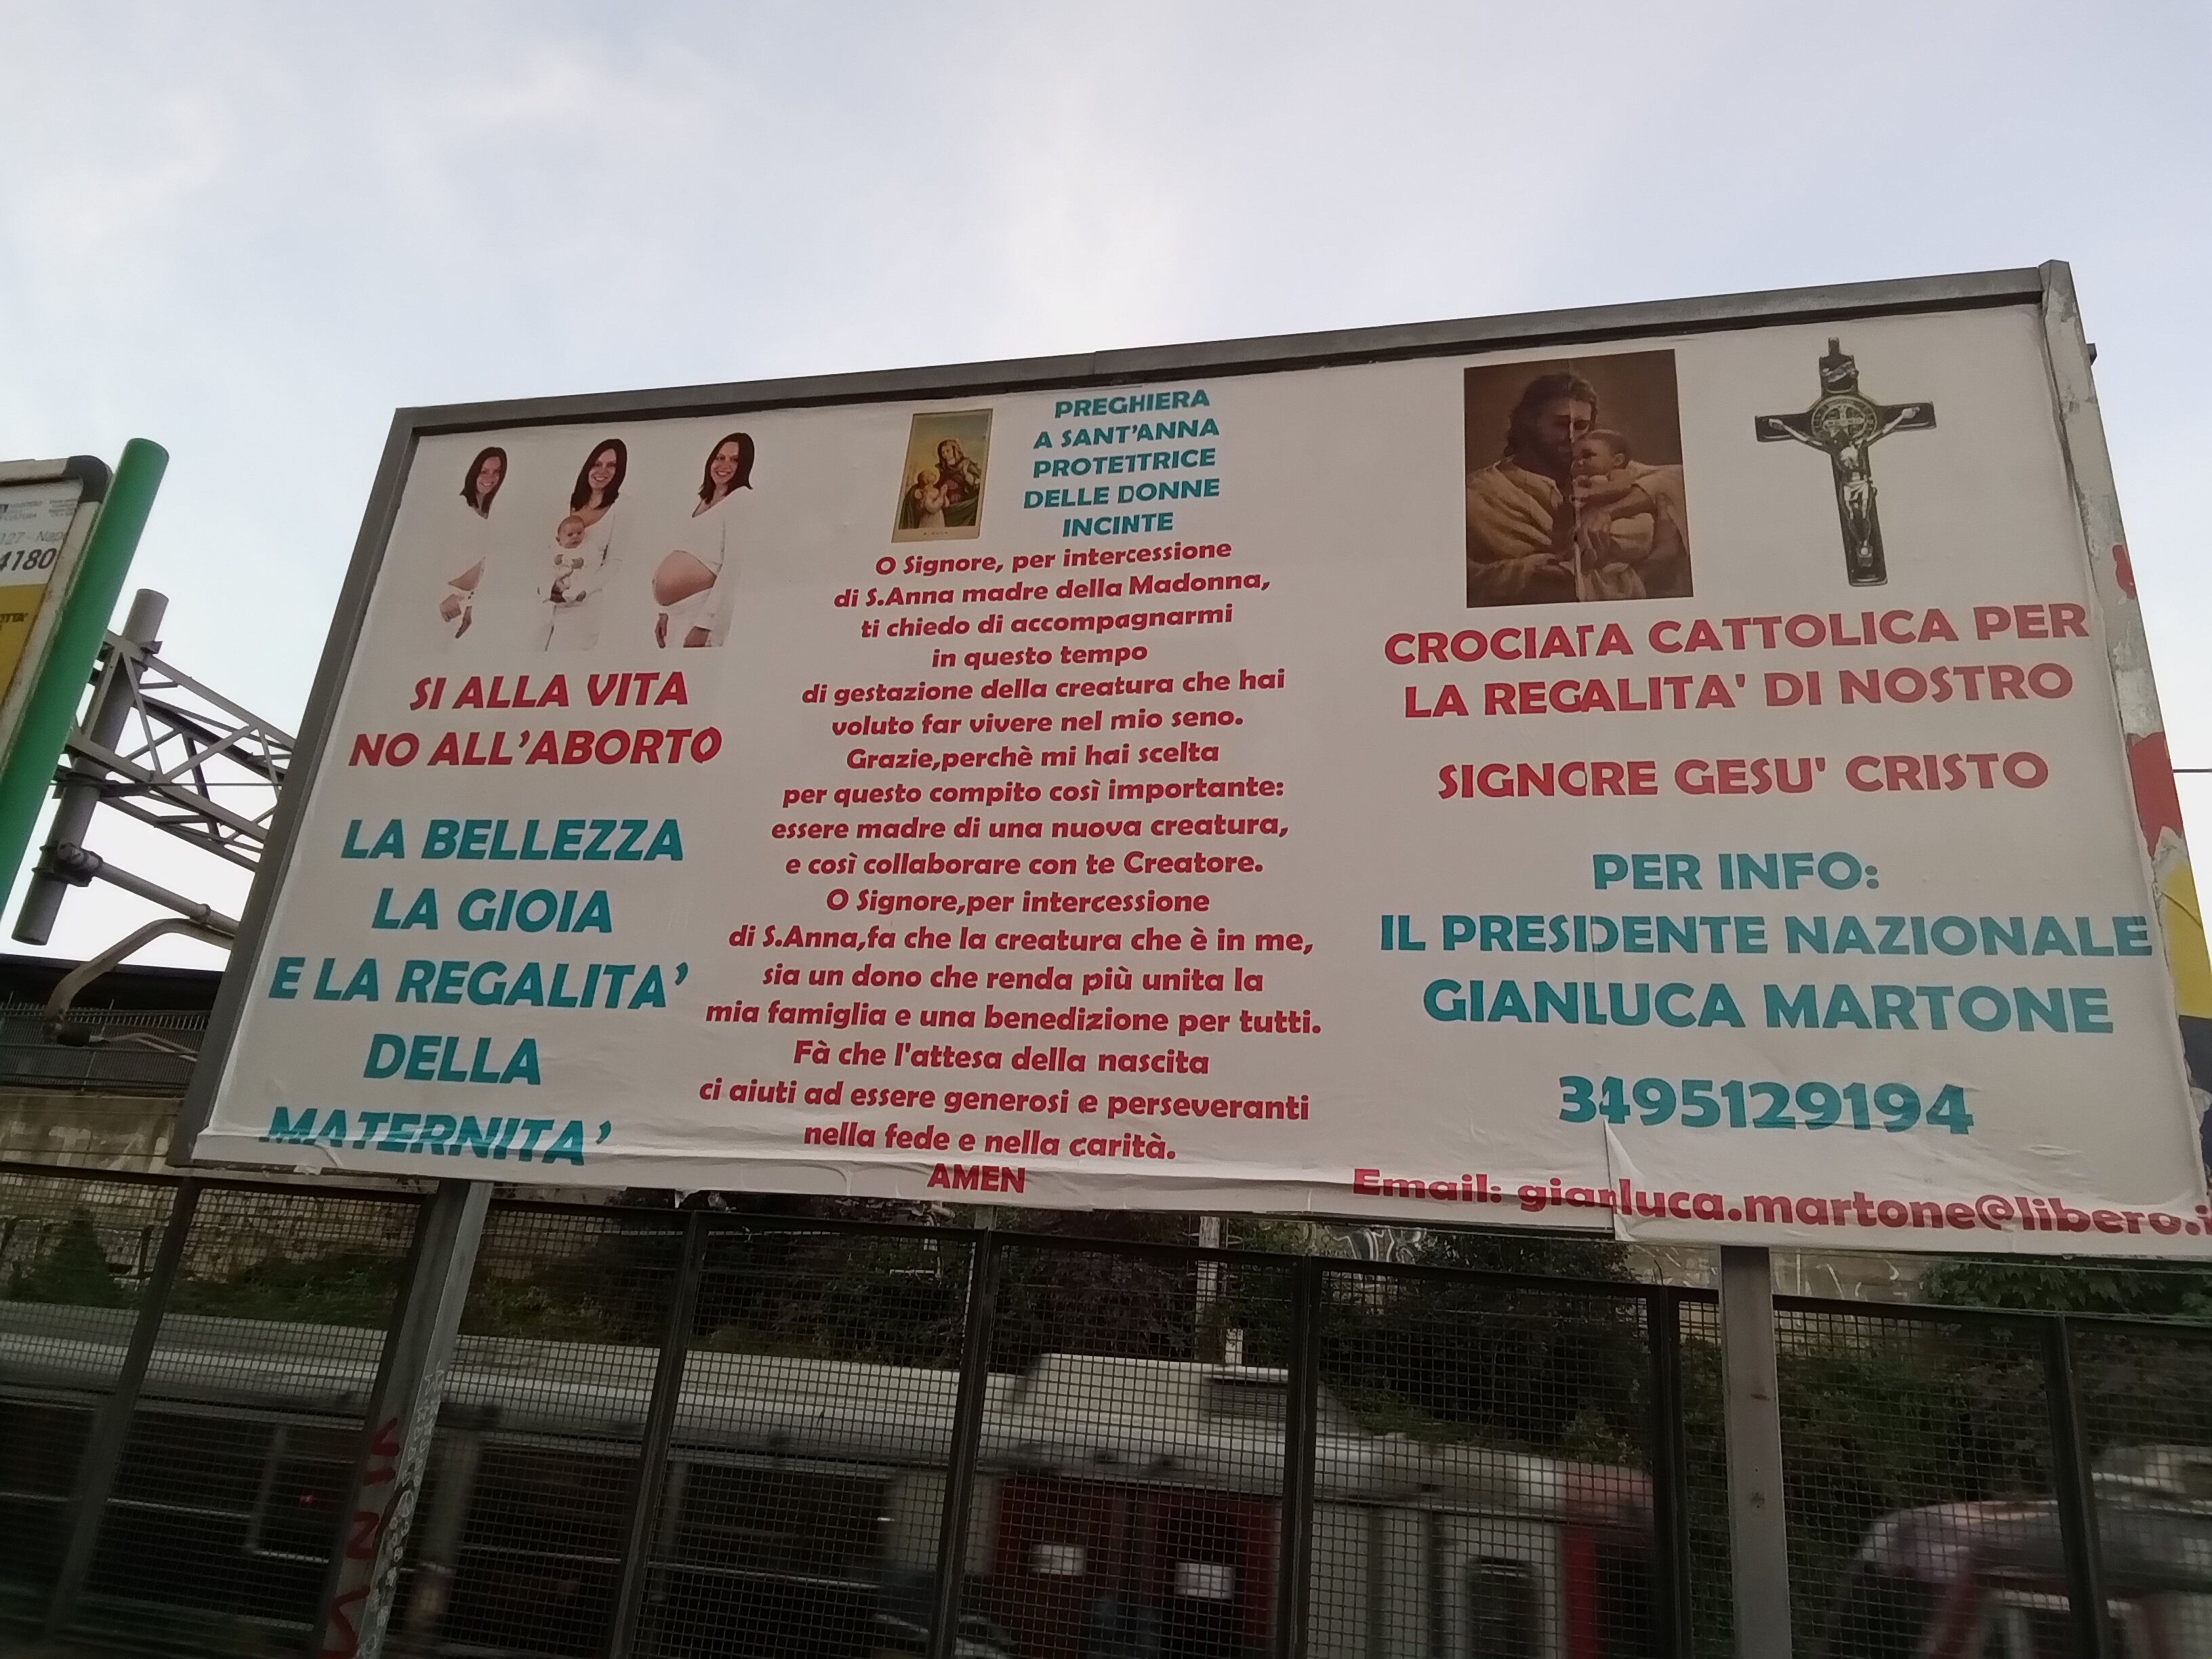 SI ALLA VITA
NO ALL'ABORTO
LA BELLEZZA
LA GIOIA
E LA REGALITA'
DELLA
MATERNITA'
PREGHIERA
A SANT'ANNA
PROTETTRICE
DELLE DONNE
INCINTE
O Signore, per intercessione
di S.Anna madre della Madonna,
ti chiedo di accompagnarmi
in questo tempo
di gestazione della creatura che hai
voluto far vivere nel mio seno.
Grazie,perchè mi hai scelta
per questo compito così importante:
essere madre di una nuova creatura,
e così collaborare con te Creatore.
O Signore,per intercessione
di S.Anna,fa che la creatura che è in me,
sia un dono che renda più unita la
mia famiglia e una benedizione per tutti.
Fà che l'attesa della nascita
ci aiuti ad essere generosi e perseveranti
nella fede e nella carità.
AMEN
CROCIATA CATTOLICA PER
LA REGALITA' DI NOSTRO
SIGNORE GESU' CRISTO
PER INFO:
IL PRESIDENTE NAZIONALE
GIANLUCA MARTONE
3495129194
Email: gianluca.martone@libero.i
4180